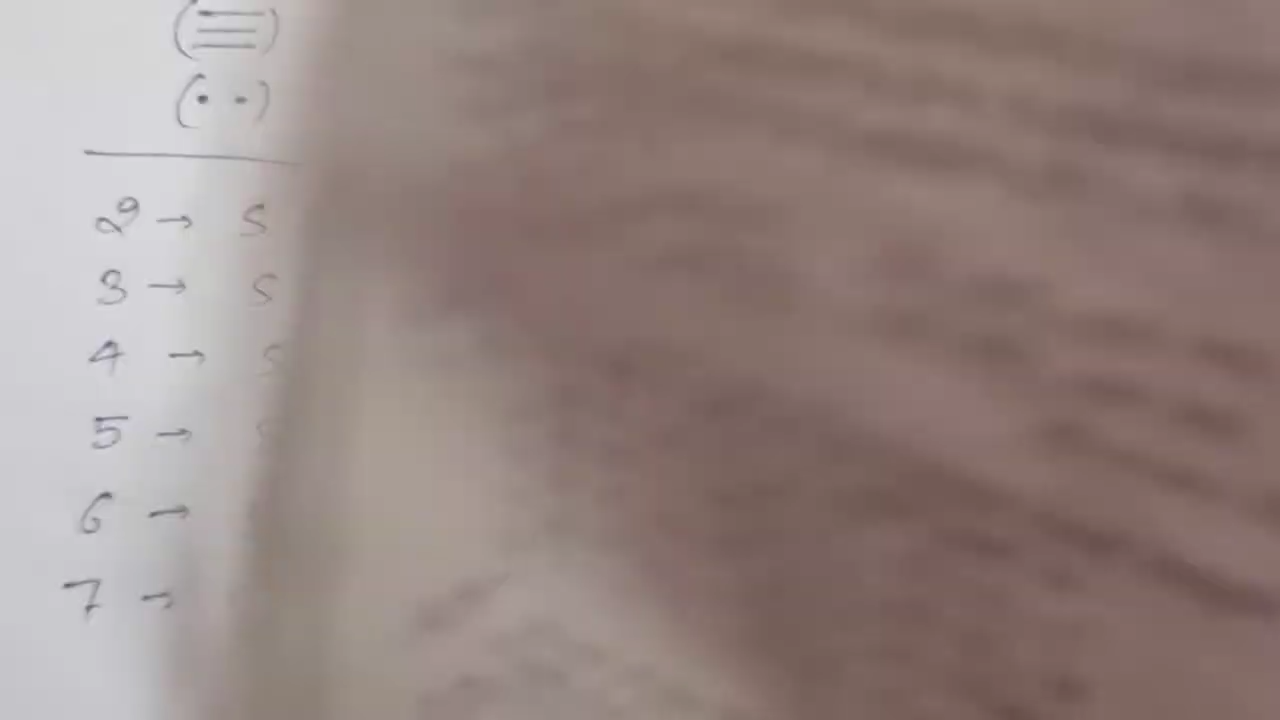 (≡)
(• •)
2 → S
3 → S
4 → S
5 →
6 →
7 →